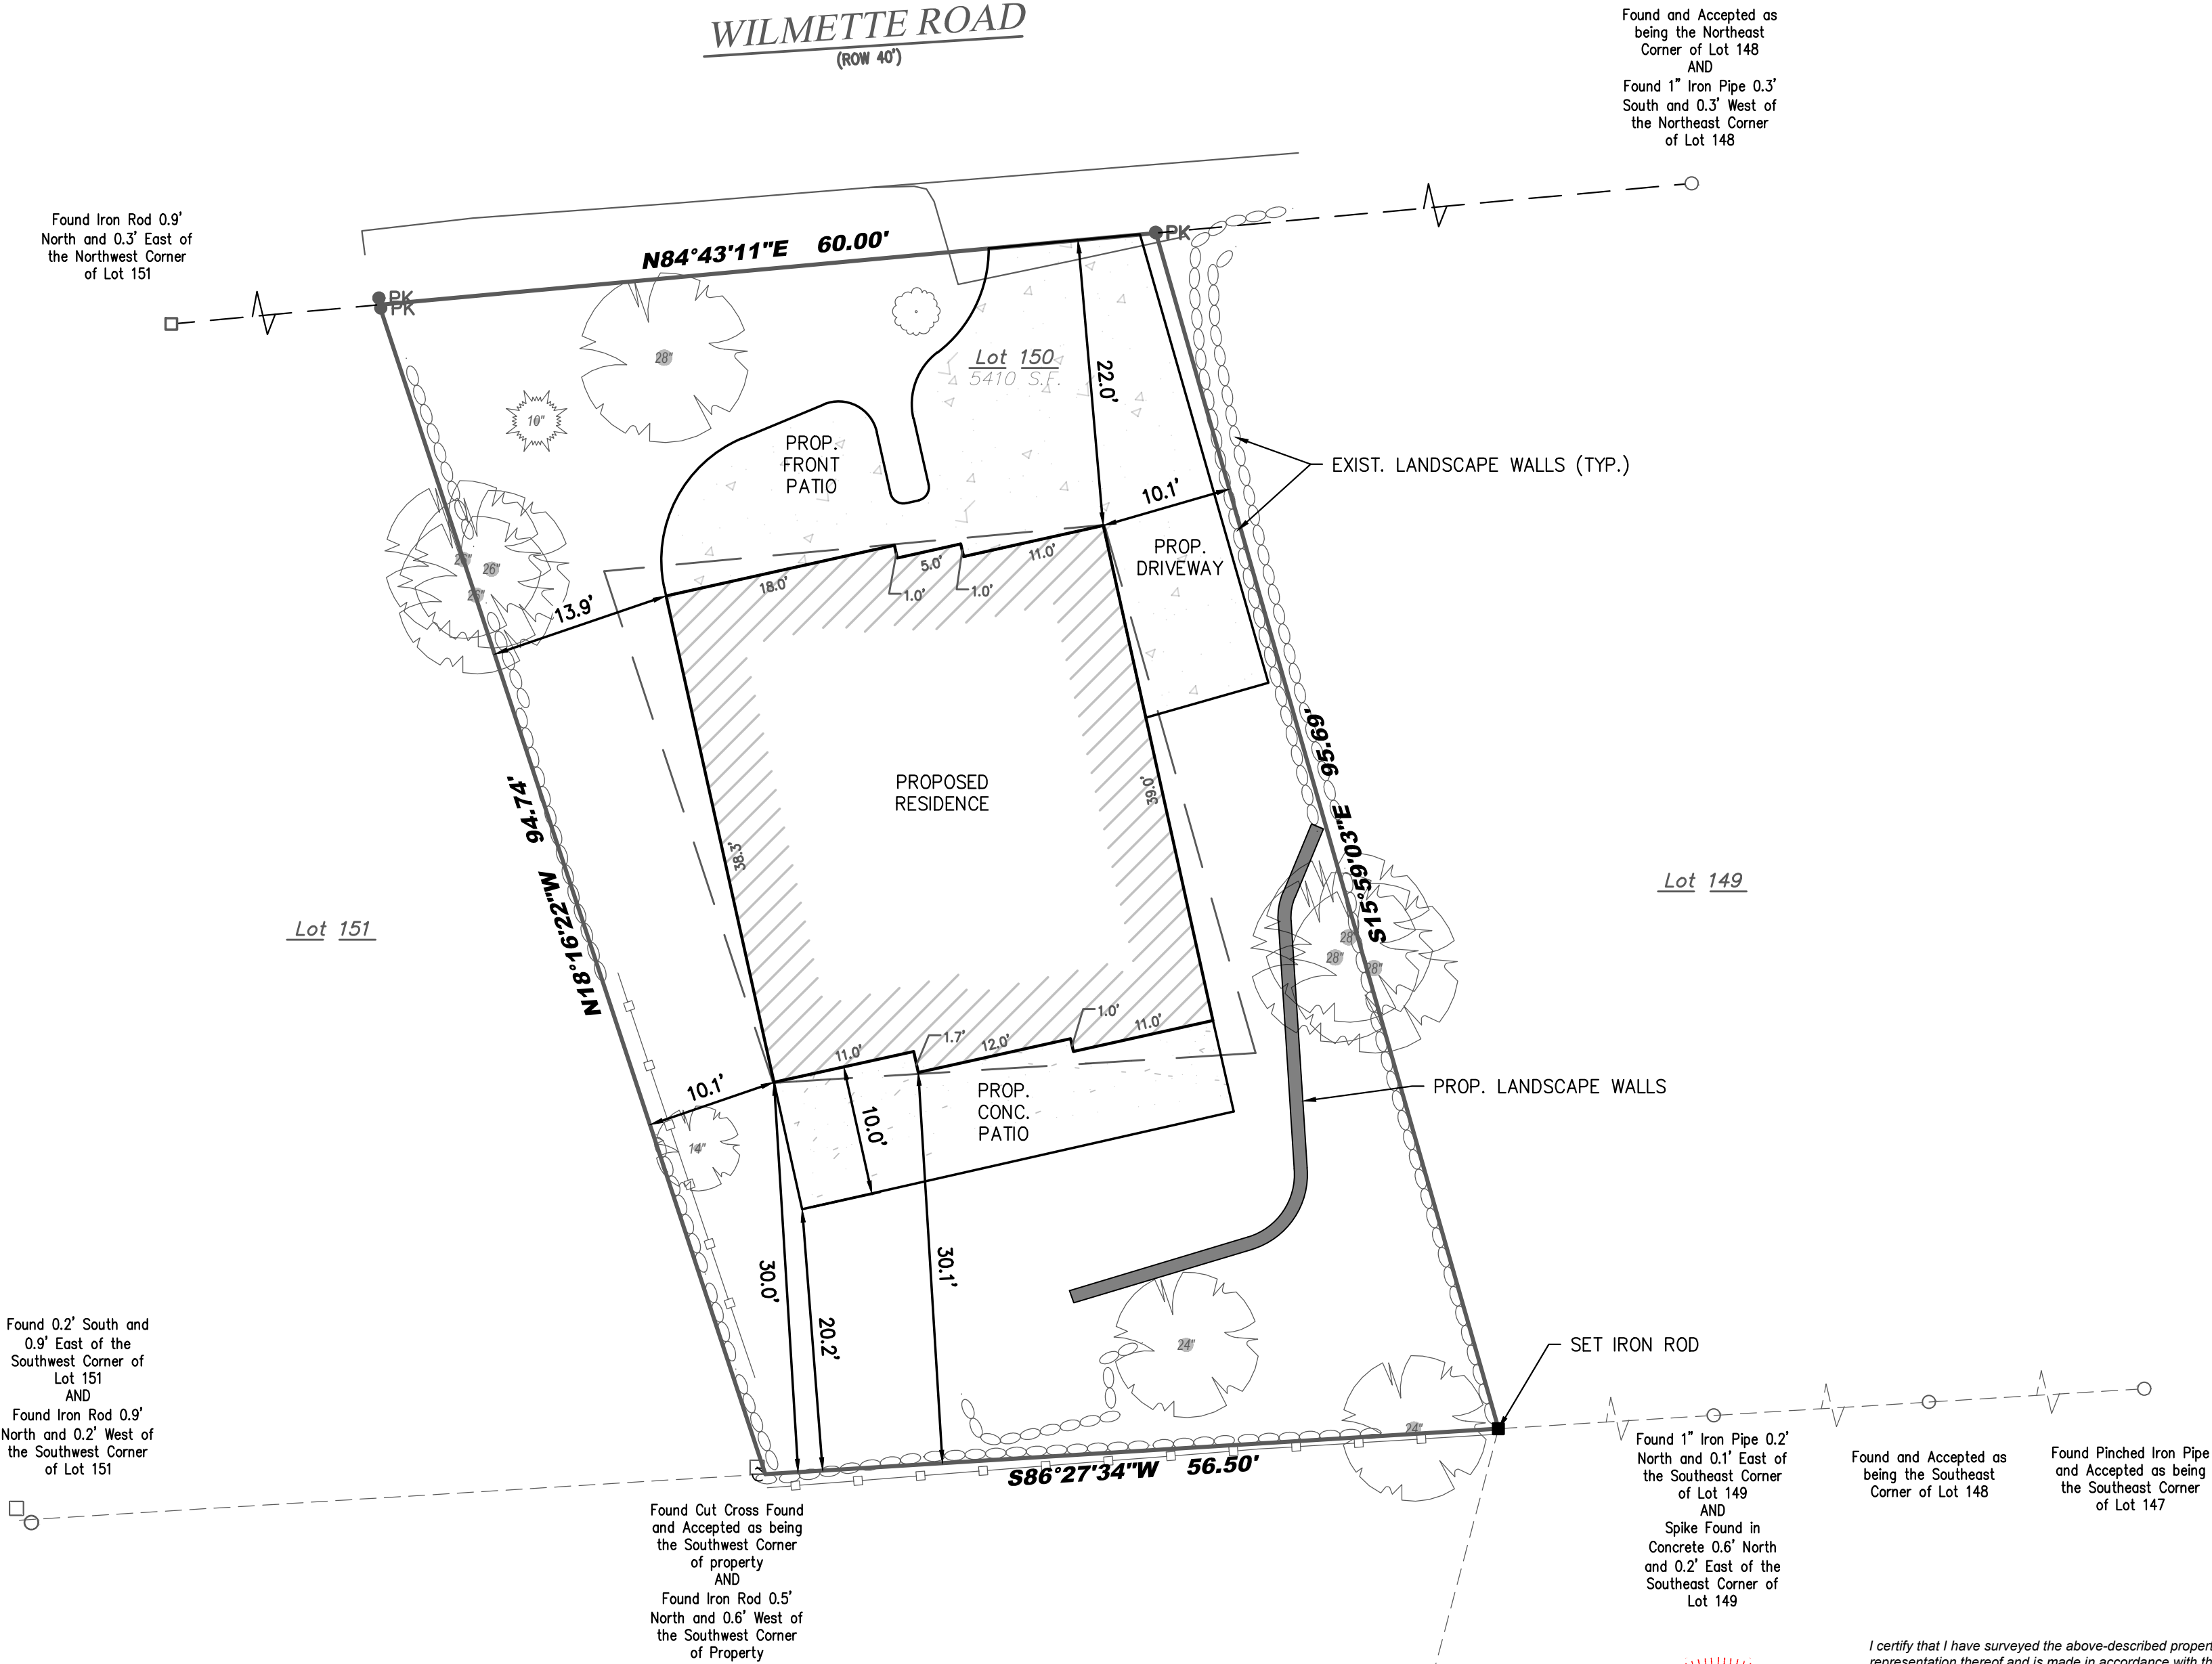 WILMETTE ROAD
(ROW 40')
Found and Accepted as
being the Northeast
Corner of Lot 148
AND
Found 1" Iron Pipe 0.3'
South and 0.3' West of
the Northeast Corner
of Lot 148
Found Iron Rod 0.9'
North and 0.3' East of
the Northwest Corner
of Lot 151
PK
PK
N84°43'11"E 60.00'
PK
28"
10"
Lot 150
5410 S.F.
22.0'
PROP.
FRONT
PATIO
EXIST. LANDSCAPE WALLS (TYP.)
10.1'
PROP.
DRIVEWAY
26"
26"
26"
13.9'
18.0'
1.0'
5.0'
1.0'
11.0'
PROPOSED
RESIDENCE
38.3'
39.0'
N18°16'22"W 94.74'
S15°59'03"E 95.69'
Lot 151
Lot 149
28"
28"
28"
11.0'
1.7'
12.0'
1.0'
11.0'
10.1'
10.0'
PROP.
CONC.
PATIO
PROP. LANDSCAPE WALLS
14"
30.0'
20.2'
30.1'
24"
24"
SET IRON ROD
S86°27'34"W 56.50'
Found 0.2' South and
0.9' East of the
Southwest Corner of
Lot 151
AND
Found Iron Rod 0.9'
North and 0.2' West of
the Southwest Corner
of Lot 151
Found Cut Cross Found
and Accepted as being
the Southwest Corner
of property
AND
Found Iron Rod 0.5'
North and 0.6' West of
the Southwest Corner
of Property
Found 1" Iron Pipe 0.2'
North and 0.1' East of
the Southeast Corner
of Lot 149
AND
Spike Found in
Concrete 0.6' North
and 0.2' East of the
Southeast Corner of
Lot 149
Found and Accepted as
being the Southeast
Corner of Lot 148
Found Pinched Iron Pipe
and Accepted as being
the Southeast Corner
of Lot 147
I certify that I have surveyed the above-described
representation thereof and is made in accordance with